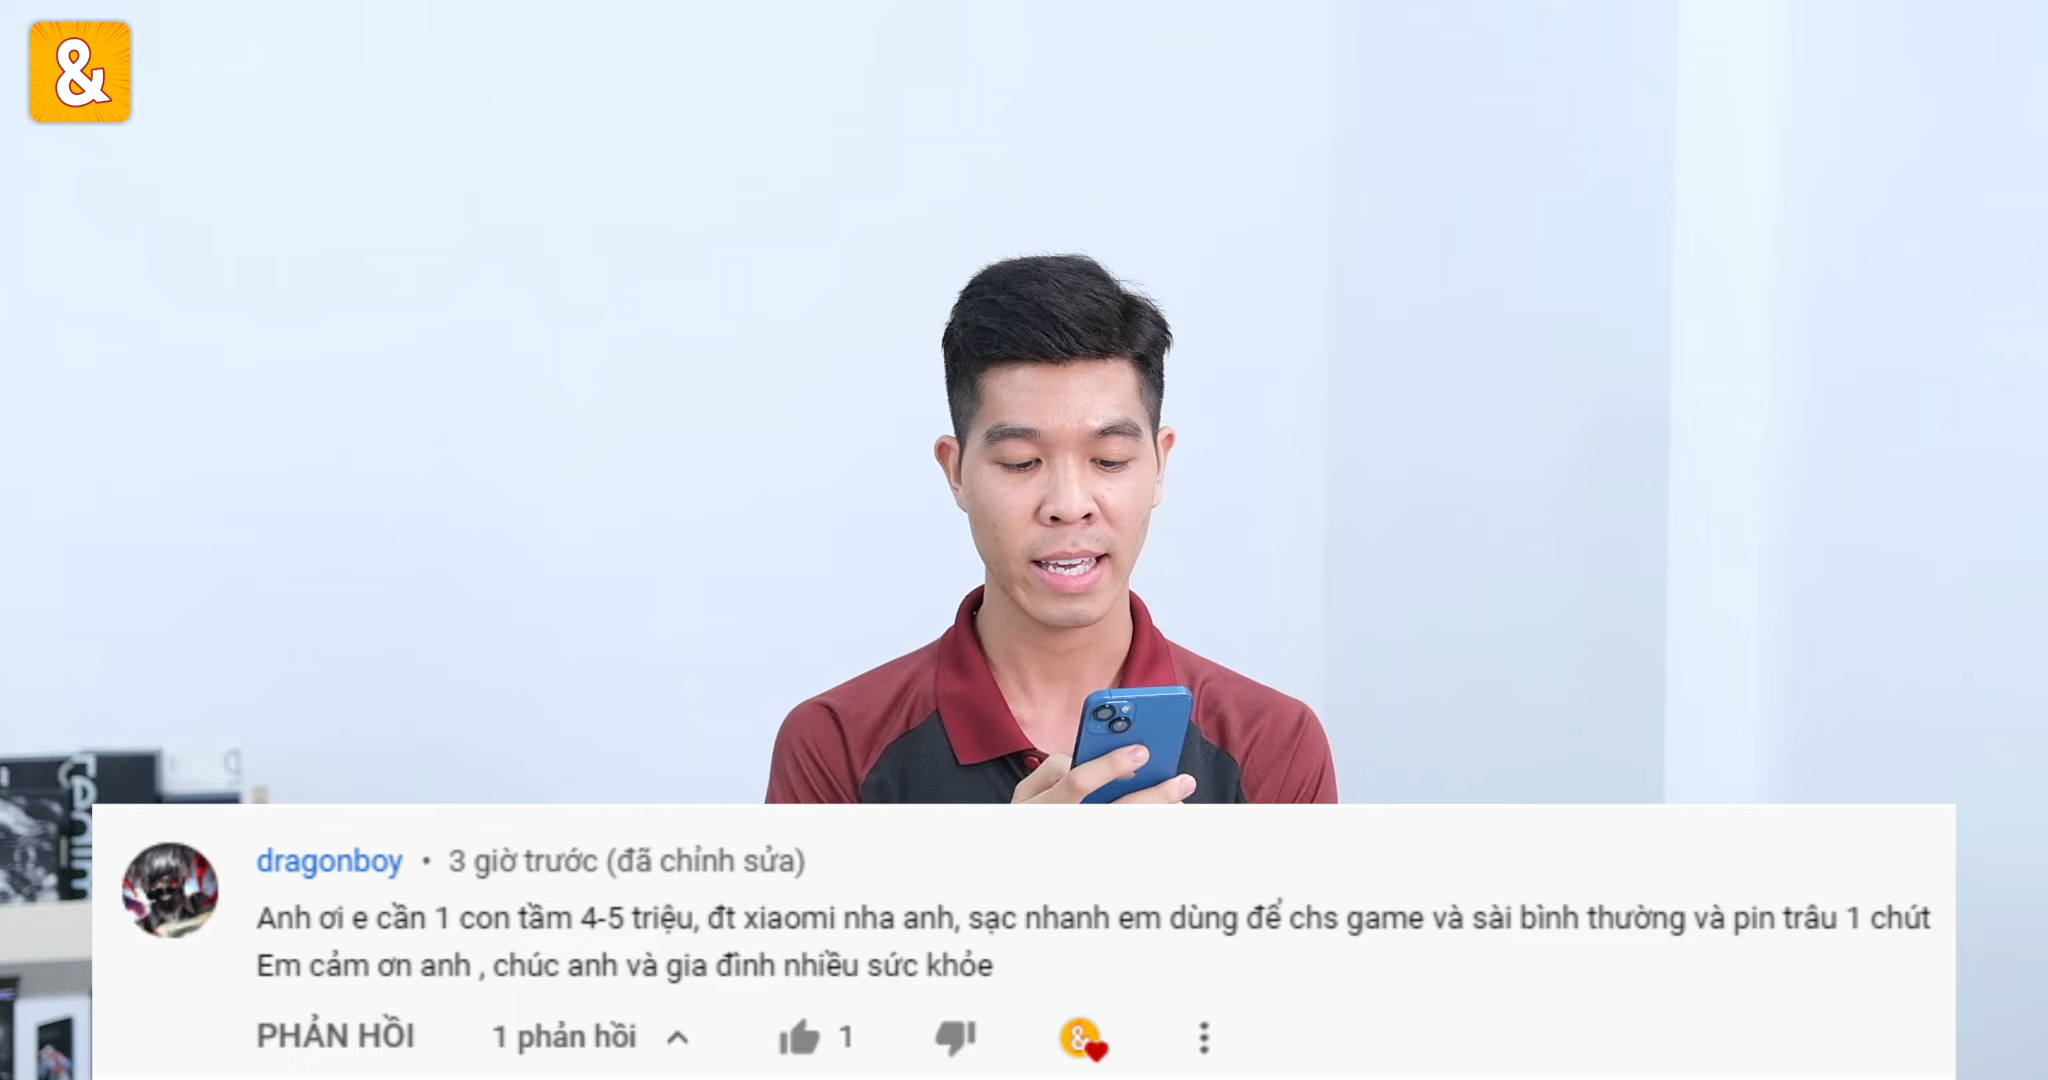 &
dragonboy • 3 giờ trước (đã chỉnh sửa)
Anh ơi e cần 1 con tầm 4-5 triệu, đt xiaomi nha anh, sạc nhanh em dùng để chs game và sài bình thường và pin trâu 1 chút
Em cảm ơn anh , chúc anh và gia đình nhiều sức khỏe
PHẢN HỒI 1 phản hồi 1 &